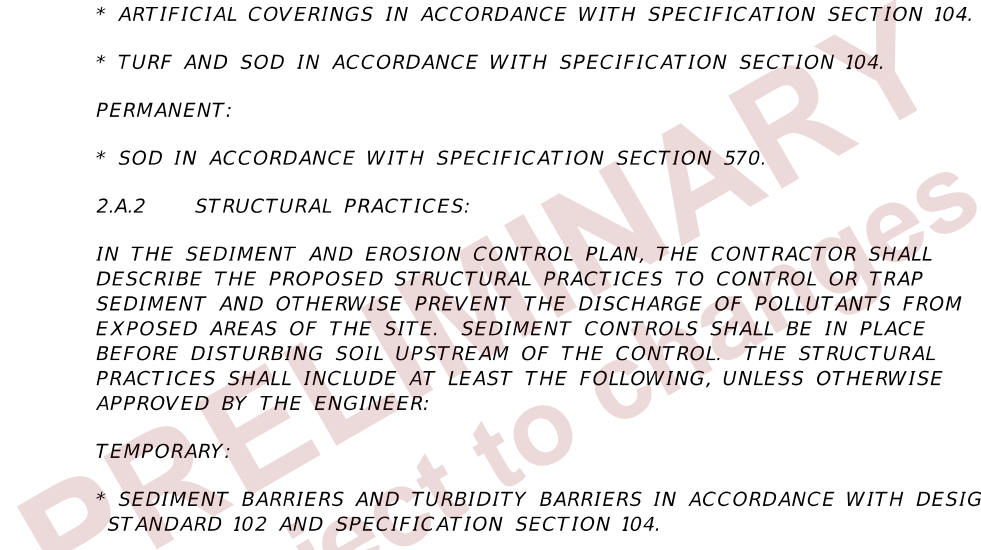 * ARTIFICIAL COVERINGS IN ACCORDANCE WITH SPECIFICATION SECTION 104.
* TURF AND SOD IN ACCORDANCE WITH SPECIFICATION SECTION 104.
PERMANENT:
* SOD IN ACCORDANCE WITH SPECIFICATION SECTION 570.
2.A.2 STRUCTURAL PRACTICES:
IN THE SEDIMENT AND EROSION CONTROL PLAN, THE CONTRACTOR SHALL
DESCRIBE THE PROPOSED STRUCTURAL PRACTICES TO CONTROL OR TRAP
SEDIMENT AND OTHERWISE PREVENT THE DISCHARGE OF POLLUTANTS FROM
EXPOSED AREAS OF THE SITE. SEDIMENT CONTROLS SHALL BE IN PLACE
BEFORE DISTURBING SOIL UPSTREAM OF THE CONTROL. THE STRUCTURAL
PRACTICES SHALL INCLUDE AT LEAST THE FOLLOWING, UNLESS OTHERWISE
APPROVED BY THE ENGINEER:
TEMPORARY:
* SEDIMENT BARRIERS AND TURBIDITY BARRIERS IN ACCORDANCE WITH DESIG
STANDARD 102 AND SPECIFICATION SECTION 104.
PRELIMINARY
ject to changes